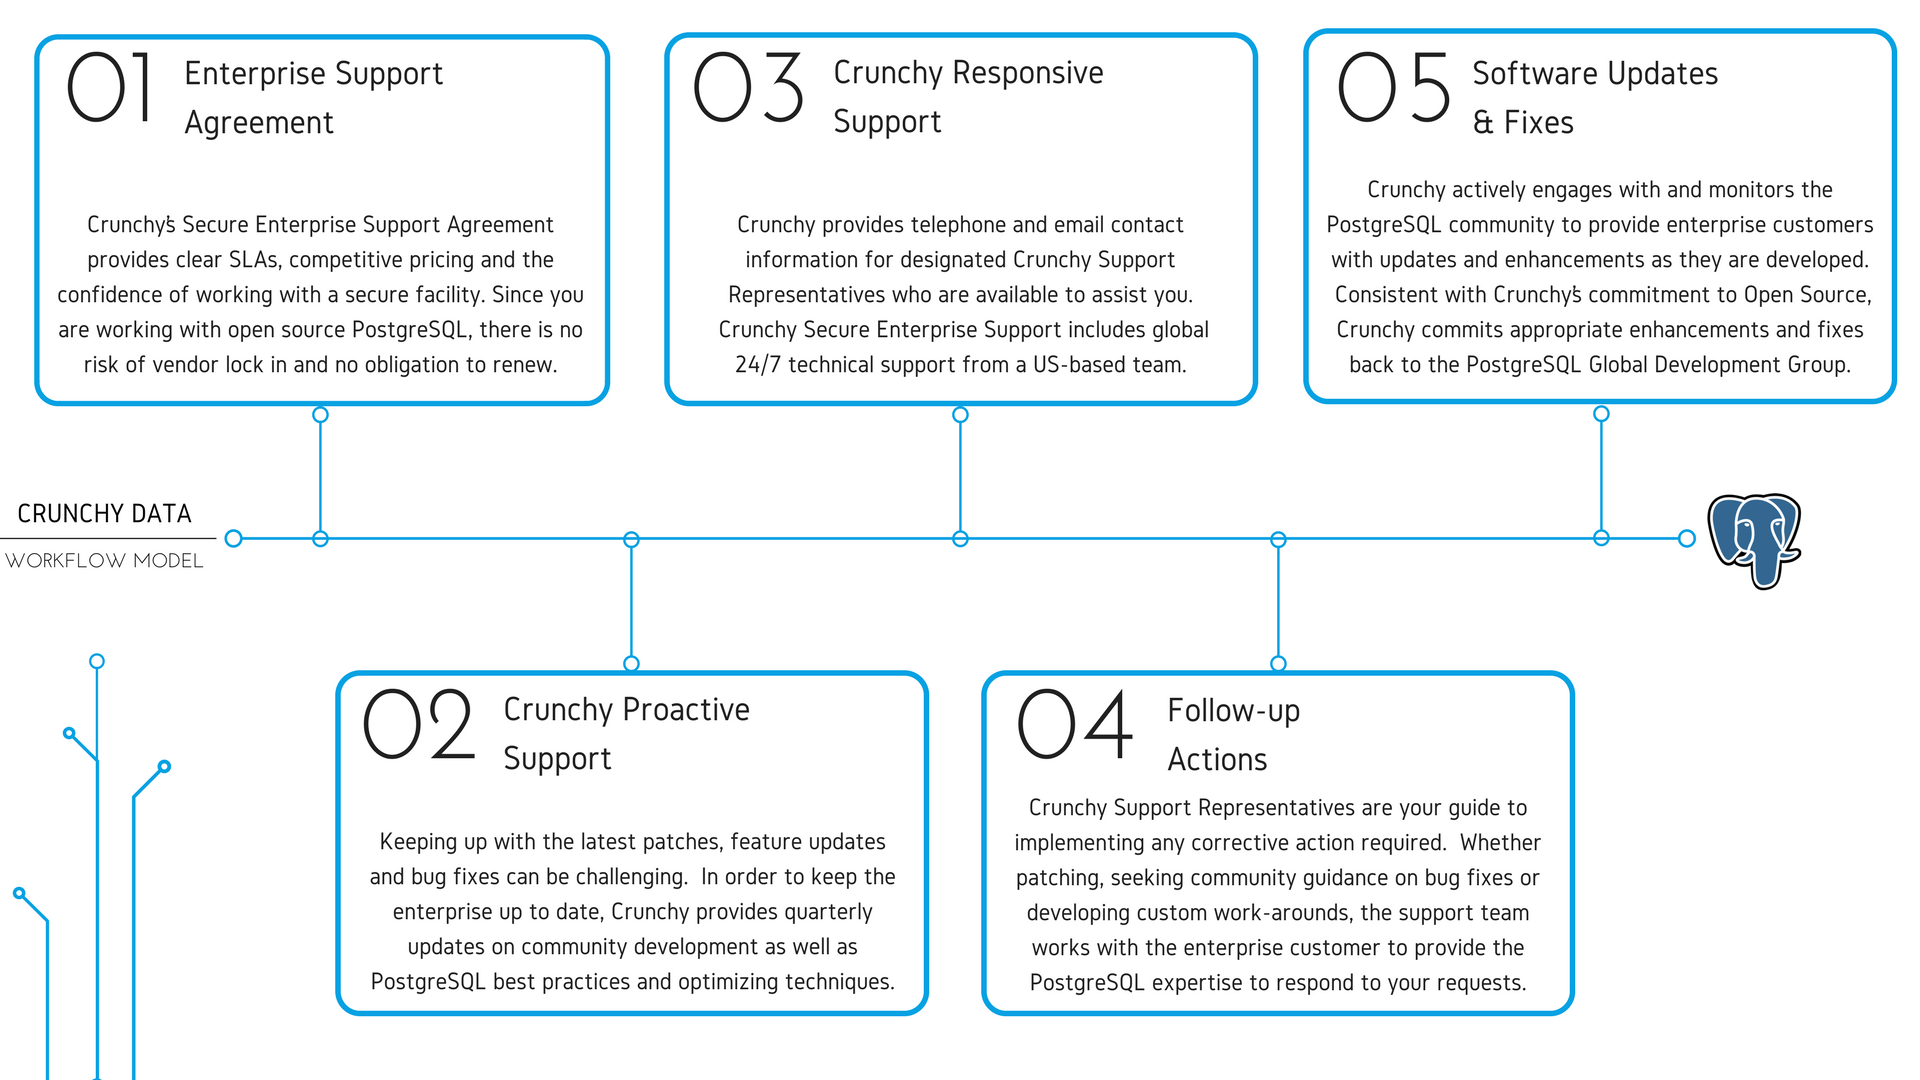 01
Enterprise Support
Agreement
Crunchy's Secure Enterprise Support Agreement
provides clear SLAs, competitive pricing and the
confidence of working with a secure facility. Since you
are working with open source PostgreSQL, there is no
risk of vendor lock in and no obligation to renew.
03
Crunchy Responsive
Support
Crunchy provides telephone and email contact
information for designated Crunchy Support
Representatives who are available to assist you.
Crunchy Secure Enterprise Support includes global
24/7 technical support from a US-based team.
05
Software Updates
& Fixes
Crunchy actively engages with and monitors the
PostgreSQL community to provide enterprise customers
with updates and enhancements as they are developed.
Consistent with Crunchy's commitment to Open Source,
Crunchy commits appropriate enhancements and fixes
back to the PostgreSQL Global Development Group.
CRUNCHY DATA
WORKFLOW MODEL
02
Crunchy Proactive
Support
Keeping up with the latest patches, feature updates
and bug fixes can be challenging.  In order to keep the
enterprise up to date, Crunchy provides quarterly
updates on community development as well as
PostgreSQL best practices and optimizing techniques.
04
Follow-up
Actions
Crunchy Support Representatives are your guide to
implementing any corrective action required.  Whether
patching, seeking community guidance on bug fixes or
developing custom work-arounds, the support team
works with the enterprise customer to provide the
PostgreSQL expertise to respond to your requests.